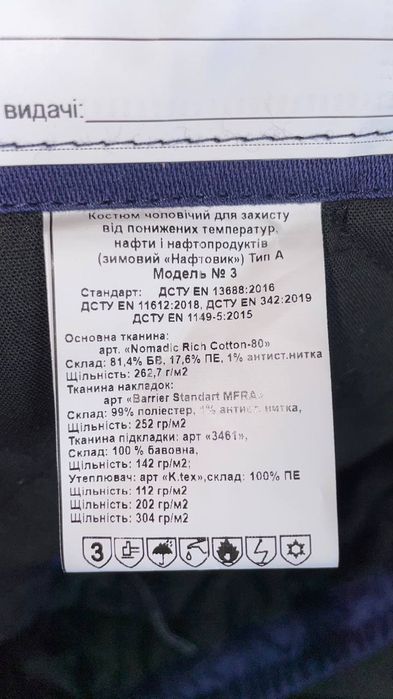 видачі:
Костюм чоловічий для захисту
від понижених температур,
нафти і нафтопродуктів
(зимовий «Нафтовик») Тип А
Модель № 3
Стандарт: ДСТУ EN 13688:2016
ДСТУ EN 11612:2018, ДСТУ EN 342:2019
ДСТУ EN 1149-5:2015
Основна тканина:
арт. «Nomadic Rich Cotton-80»
Склад: 81,4% БВ, 17,6% ПЕ, 1% антист.нитка
Щільність: 262,7 г/м2
Тканина накладок:
арт «Barrier Standart MFRA»
Склад: 99% поліестер, 1% антист. нитка,
Щільність: 252 гр/м2
Тканина підкладки: арт «3461»,
Склад: 100 % бавовна,
Щільність: 142 гр/м2;
Утеплювач: арт «K.tex»,склад: 100% ПЕ
Щільність: 112 гр/м2
Щільність: 202 гр/м2
Щільність: 304 гр/м2
3